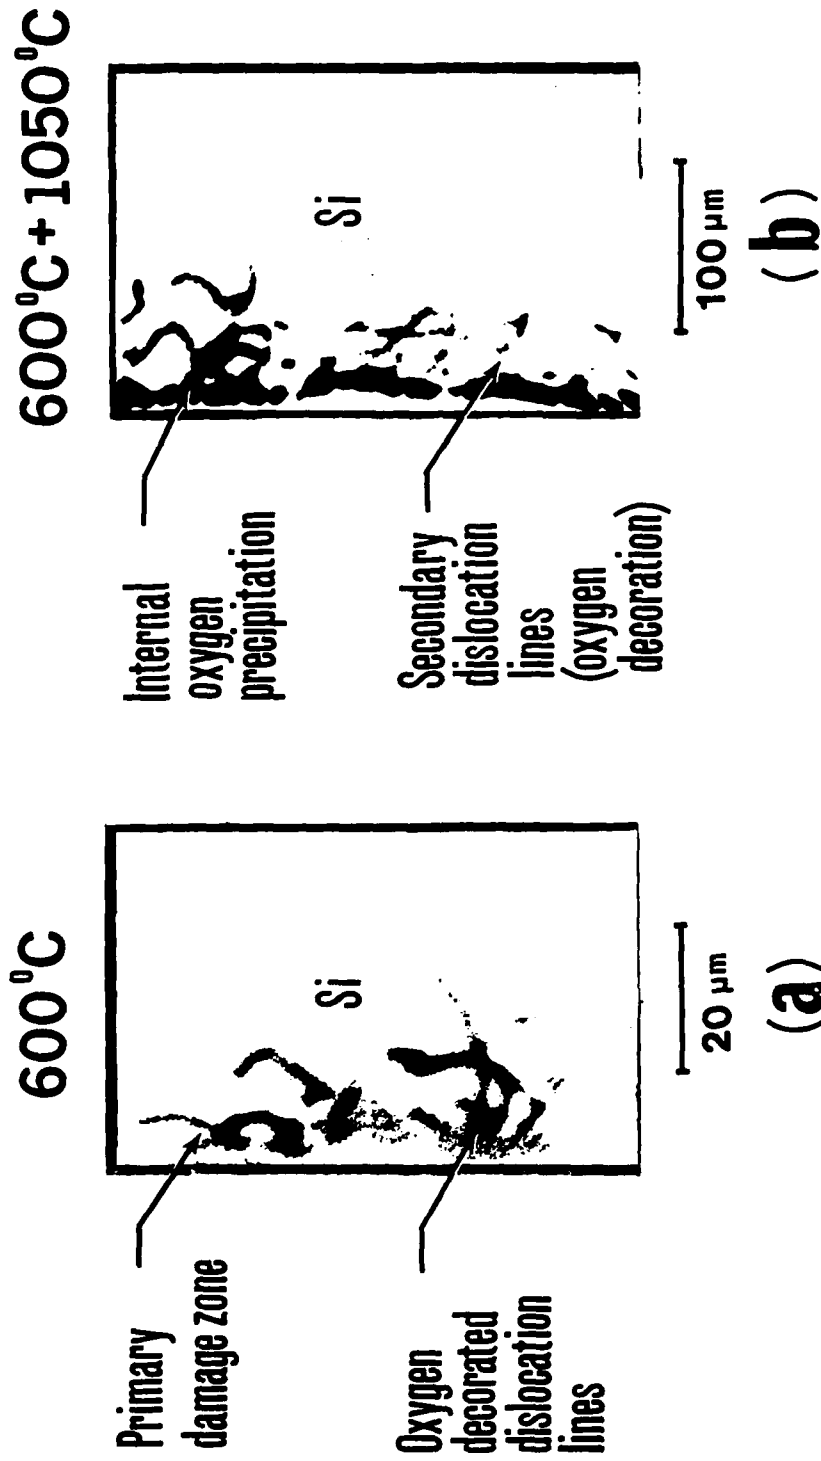 600°C
Primary
damage zone
Oxygen
decorated
dislocation
lines
Si
20 µm
(a)
600°C + 1050°C
Internal
oxygen
precipitation
Secondary
dislocation
lines
(oxygen
decoration)
Si
100 µm
(b)